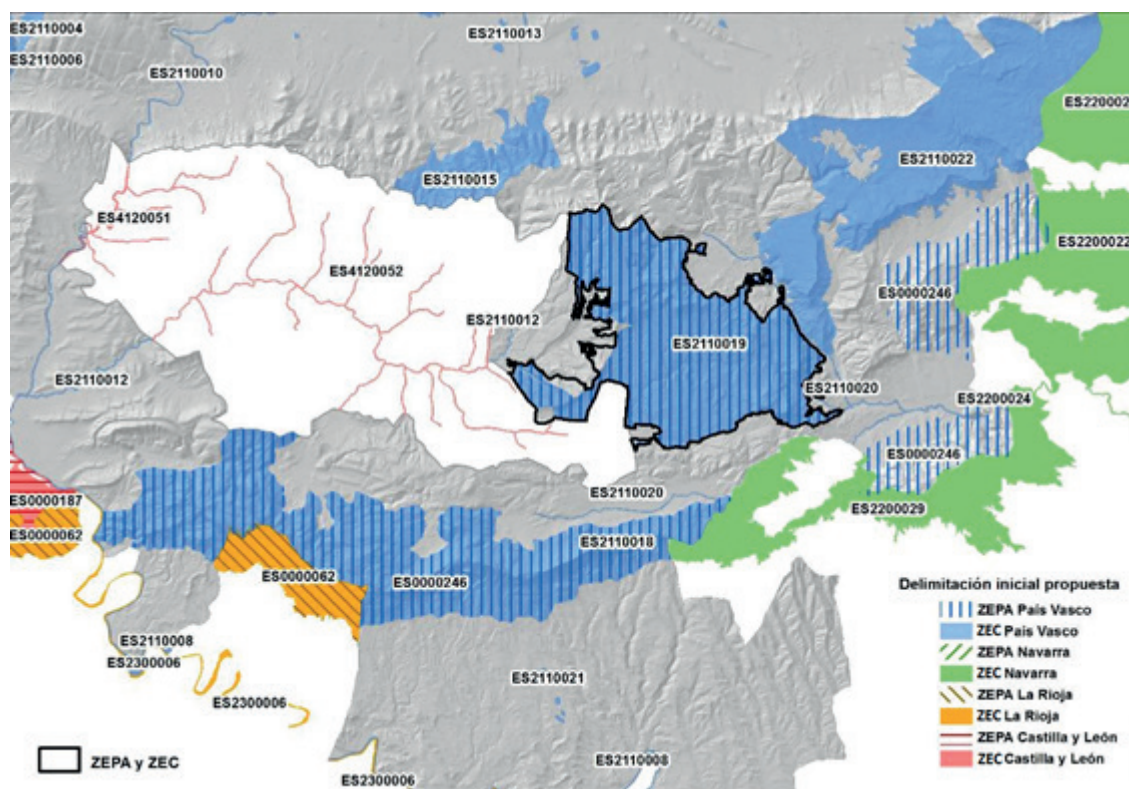 ES2110004
ES2110013
ES2110006
ES2110010
ES220002
ES2110022
ES2110015
ES4120051
ES2200022
ES4120052
ES0000246
ES2110012
ES2110019
ES2110012
ES2110020
ES2200024
ES0000246
ES2110020
ES0000187
ES2200029
ES0000062
ES2110018
ES0000062
ES0000246
Delimitación inicial propuesta
ZEPA País Vasco
ZEC País Vasco
ZEPA Navarra
ZEC Navarra
ZEPA La Rioja
ZEC La Rioja
ZEPA Castilla y León
ZEC Castilla y León
ES2110008
ES2300006
ES2110021
ES2300006
ZEPA y ZEC
ES2110008
ES2300006